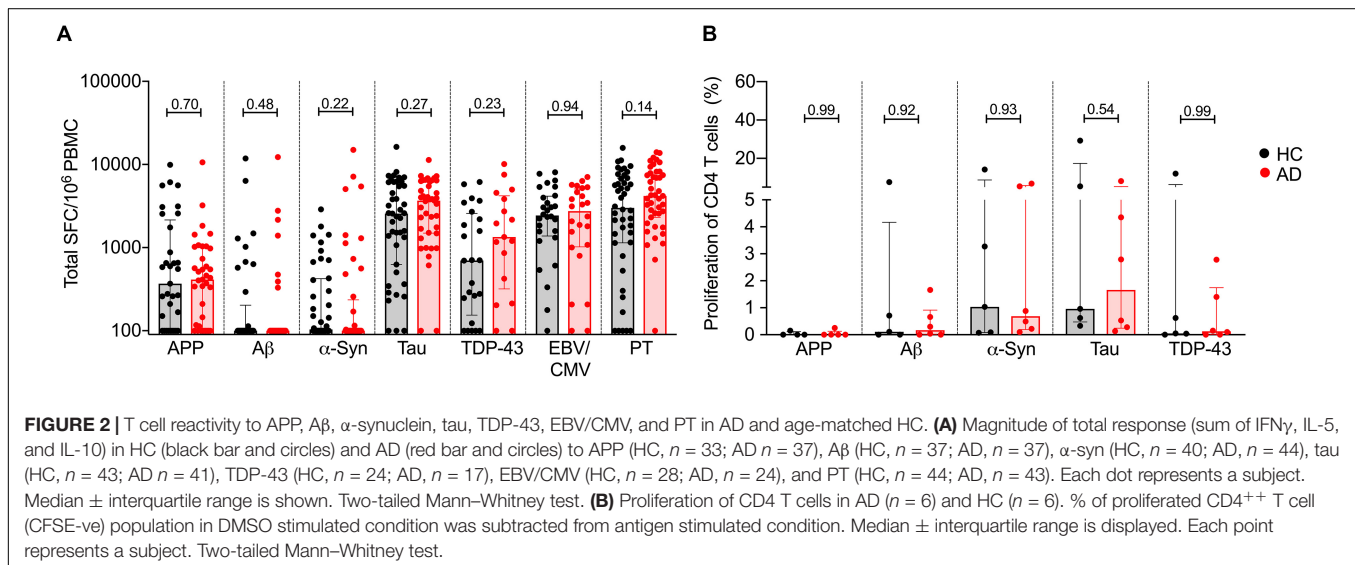 A
B
Total SFC/10⁶ PBMC
100000
10000
1000
100
0.70
0.48
0.22
0.27
0.23
0.94
0.14
APP
Aβ
α-Syn
Tau
TDP-43
EBV/
CMV
PT
Proliferation of CD4 T cells (%)
60
40
20
5
4
3
2
1
0
0.99
0.92
0.93
0.54
0.99
APP
Aβ
α-Syn
Tau
TDP-43
HC
AD
FIGURE 2 | T cell reactivity to APP, Aβ, α-synuclein, tau, TDP-43, EBV/CMV, and PT in AD and age-matched HC. (A) Magnitude of total response (sum of IFNγ, IL-5,
and IL-10) in HC (black bar and circles) and AD (red bar and circles) to APP (HC, n = 33; AD n = 37), Aβ (HC, n = 37; AD, n = 37), α-syn (HC, n = 40; AD, n = 44), tau
(HC, n = 43; AD n = 41), TDP-43 (HC, n = 24; AD, n = 17), EBV/CMV (HC, n = 28; AD, n = 24), and PT (HC, n = 44; AD, n = 43). Each dot represents a subject.
Median ± interquartile range is shown. Two-tailed Mann–Whitney test. (B) Proliferation of CD4 T cells in AD (n = 6) and HC (n = 6). % of proliferated CD4⁺⁺ T cell
(CFSE-ve) population in DMSO stimulated condition was subtracted from antigen stimulated condition. Median ± interquartile range is displayed. Each point
represents a subject. Two-tailed Mann–Whitney test.